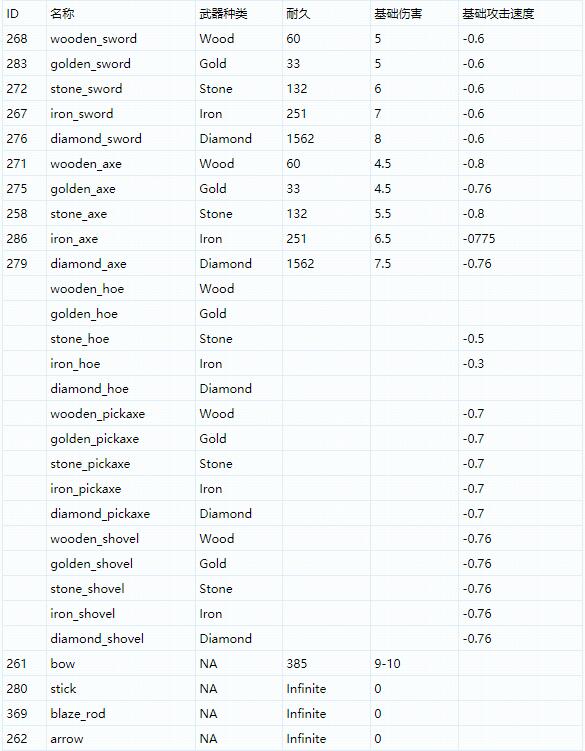 ID 名称 武器种类 耐久 基础伤害 基础攻击速度
268 wooden_sword Wood 60 5 -0.6
283 golden_sword Gold 33 5 -0.6
272 stone_sword Stone 132 6 -0.6
267 iron_sword Iron 251 7 -0.6
276 diamond_sword Diamond 1562 8 -0.6
271 wooden_axe Wood 60 4.5 -0.8
275 golden_axe Gold 33 4.5 -0.76
258 stone_axe Stone 132 5.5 -0.8
286 iron_axe Iron 251 6.5 -0775
279 diamond_axe Diamond 1562 7.5 -0.76
wooden_hoe Wood
golden_hoe Gold
stone_hoe Stone -0.5
iron_hoe Iron -0.3
diamond_hoe Diamond
wooden_pickaxe Wood -0.7
golden_pickaxe Gold -0.7
stone_pickaxe Stone -0.7
iron_pickaxe Iron -0.7
diamond_pickaxe Diamond -0.7
wooden_shovel Wood -0.76
golden_shovel Gold -0.76
stone_shovel Stone -0.76
iron_shovel Iron -0.76
diamond_shovel Diamond -0.76
261 bow NA 385 9-10
280 stick NA Infinite 0
369 blaze_rod NA Infinite 0
262 arrow NA Infinite 0